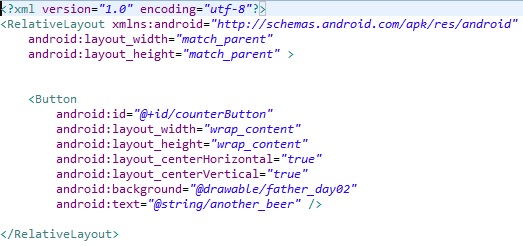 <?xml version="1.0" encoding="utf-8"?>
<RelativeLayout xmlns:android="http://schemas.android.com/apk/res/android"
    android:layout_width="match_parent"
    android:layout_height="match_parent" >
    <Button
        android:id="@+id/counterButton"
        android:layout_width="wrap_content"
        android:layout_height="wrap_content"
        android:layout_centerHorizontal="true"
        android:layout_centerVertical="true"
        android:background="@drawable/father_day02"
        android:text="@string/another_beer" />
</RelativeLayout>